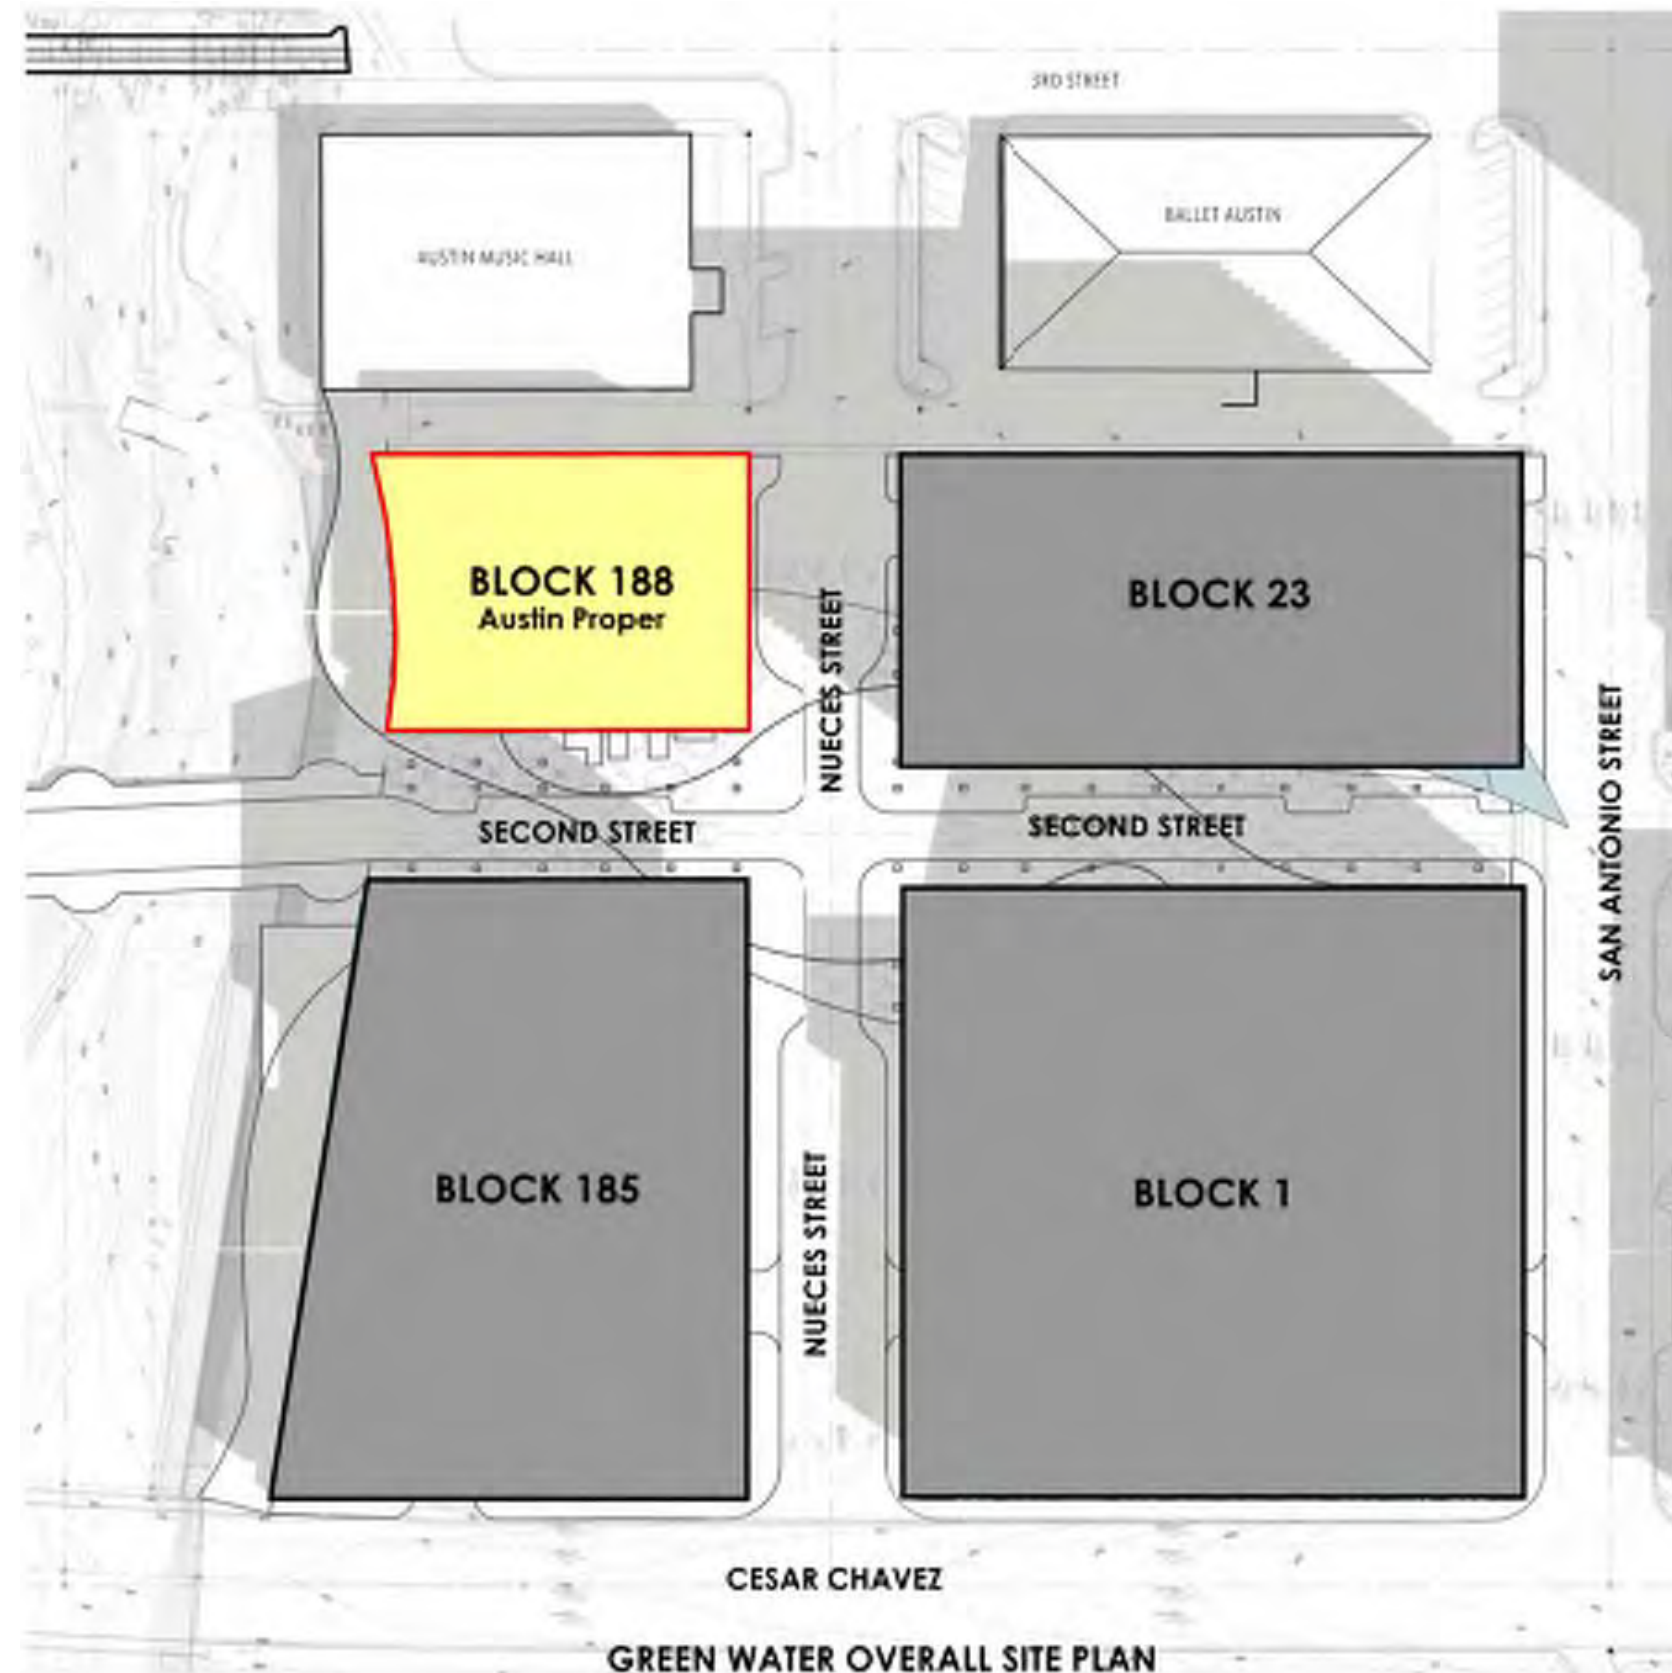 3RD STREET
BALLET AUSTIN
AUSTIN MUSIC HALL
BLOCK 188
Austin Proper
BLOCK 23
NUECES STREET
SAN ANTONIO STREET
SECOND STREET
SECOND STREET
BLOCK 185
BLOCK 1
NUECES STREET
CESAR CHAVEZ
GREEN WATER OVERALL SITE PLAN